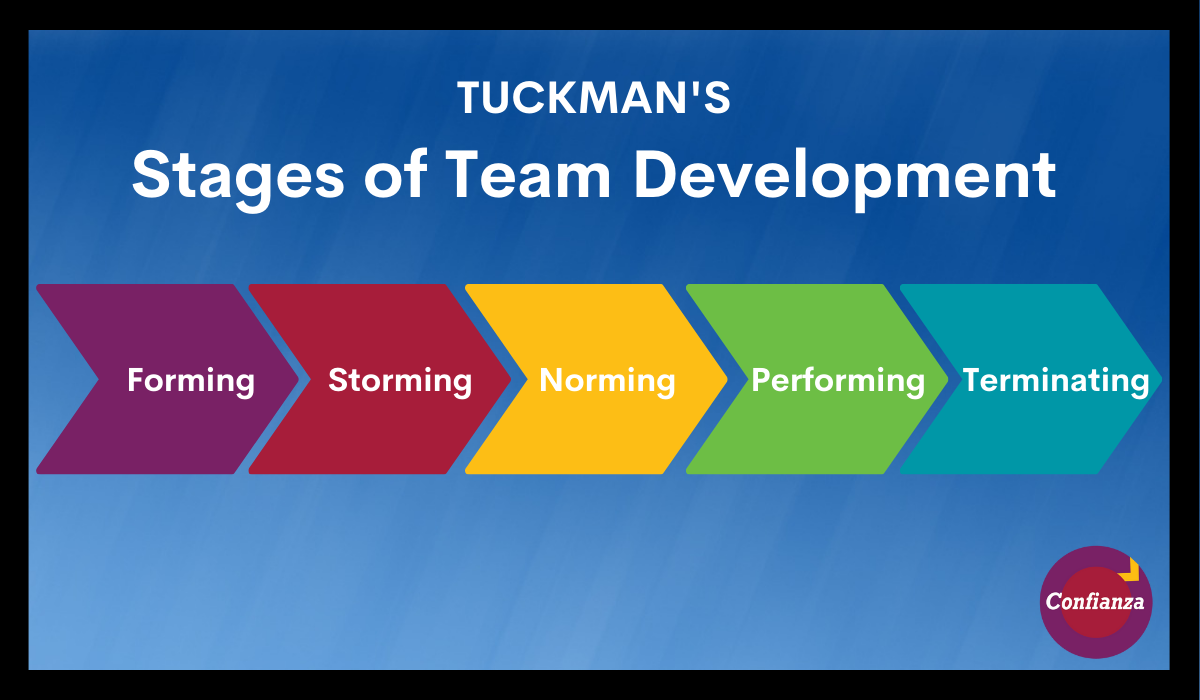 TUCKMAN'S
Stages of Team Development
Forming
Storming
Norming
Performing
Terminating
Confianza